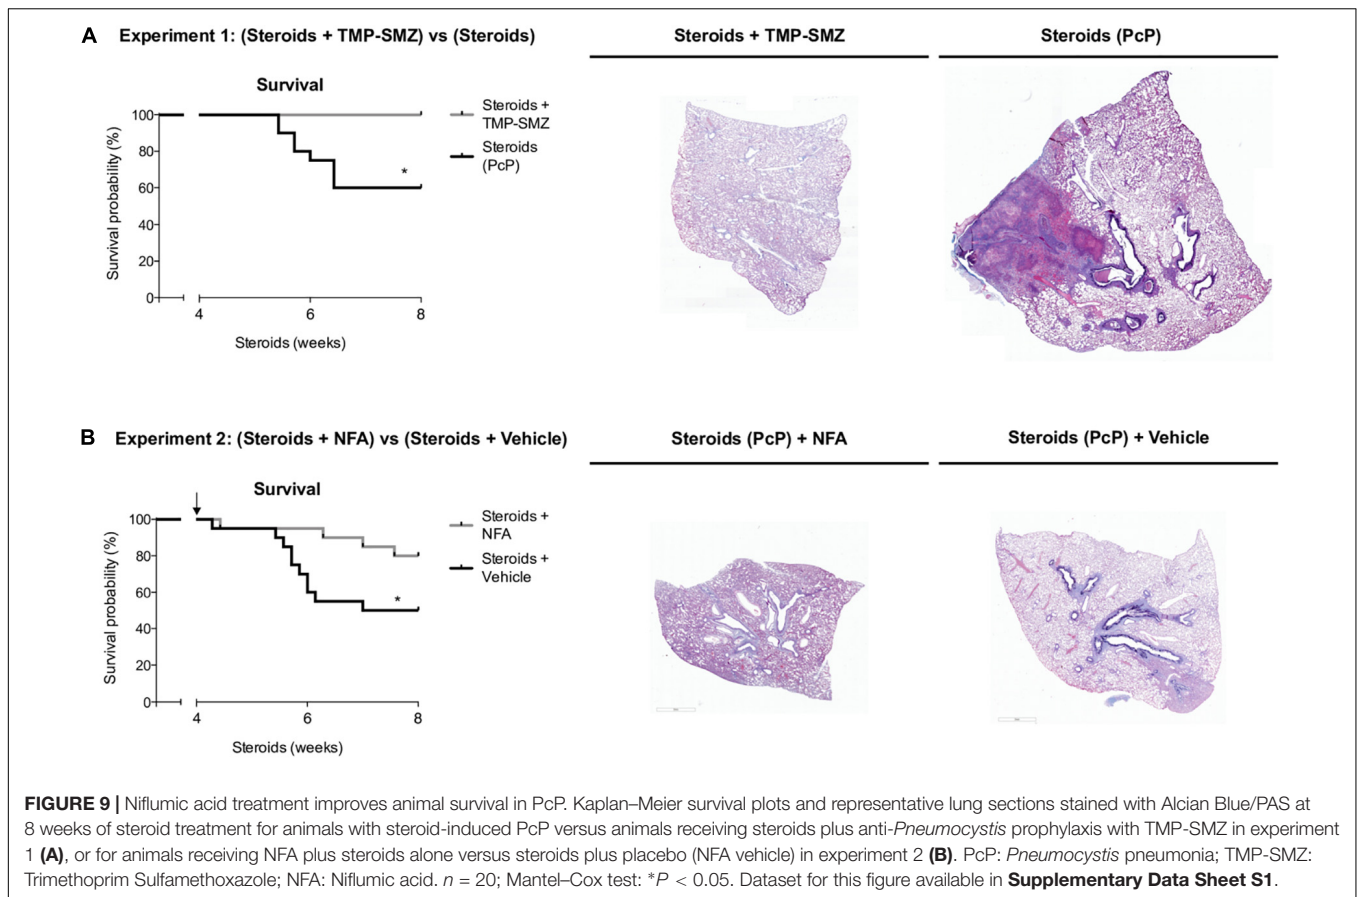 A Experiment 1: (Steroids + TMP-SMZ) vs (Steroids)
Steroids + TMP-SMZ
Steroids (PcP)
Survival
Steroids +
TMP-SMZ
Steroids
(PcP)
Survival probability (%)
100
80
60
40
20
0
*
4 6 8
Steroids (weeks)
B Experiment 2: (Steroids + NFA) vs (Steroids + Vehicle)
Steroids (PcP) + NFA
Steroids (PcP) + Vehicle
Survival
Steroids +
NFA
Steroids +
Vehicle
Survival probability (%)
100
80
60
40
20
0
*
4 6 8
Steroids (weeks)
FIGURE 9 | Niflumic acid treatment improves animal survival in PcP. Kaplan–Meier survival plots and representative lung sections stained with Alcian Blue/PAS at
8 weeks of steroid treatment for animals with steroid-induced PcP versus animals receiving steroids plus anti-Pneumocystis prophylaxis with TMP-SMZ in experiment
1 (A), or for animals receiving NFA plus steroids alone versus steroids plus placebo (NFA vehicle) in experiment 2 (B). PcP: Pneumocystis pneumonia; TMP-SMZ:
Trimethoprim Sulfamethoxazole; NFA: Niflumic acid. n = 20; Mantel–Cox test: *P < 0.05. Dataset for this figure available in Supplementary Data Sheet S1.